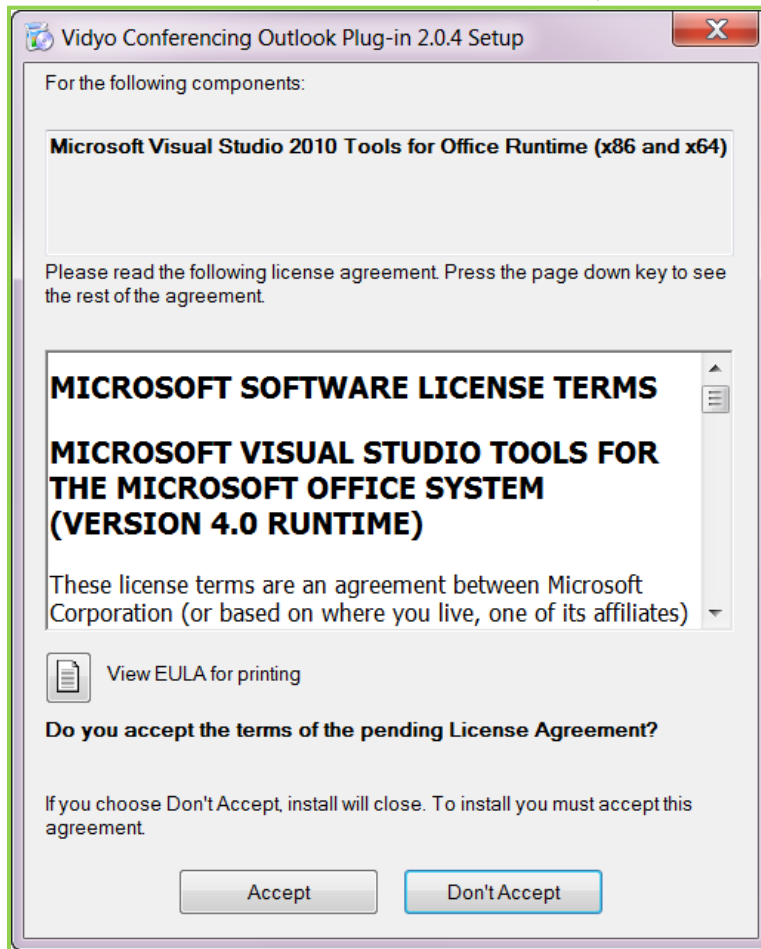 Vidyo Conferencing Outlook Plug-in 2.0.4 Setup
For the following components:
Microsoft Visual Studio 2010 Tools for Office Runtime (x86 and x64)
Please read the following license agreement. Press the page down key to see
the rest of the agreement.
MICROSOFT SOFTWARE LICENSE TERMS
MICROSOFT VISUAL STUDIO TOOLS FOR
THE MICROSOFT OFFICE SYSTEM
(VERSION 4.0 RUNTIME)
These license terms are an agreement between Microsoft
Corporation (or based on where you live, one of its affiliates)
View EULA for printing
Do you accept the terms of the pending License Agreement?
If you choose Don't Accept, install will close. To install you must accept this
agreement.
Accept
Don't Accept